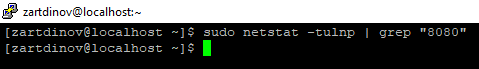 zartdinov@localhost:~
[zartdinov@localhost ~]$ sudo netstat -tulnp | grep "8080"
[zartdinov@localhost ~]$